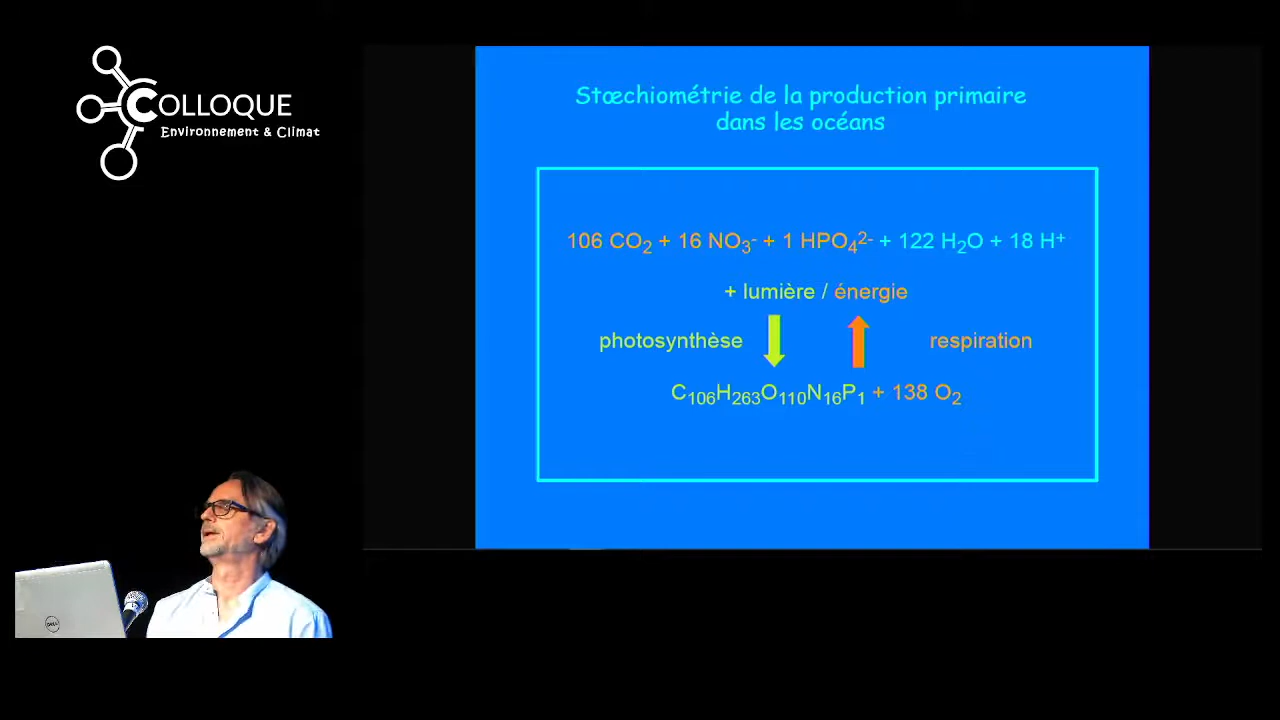 COLLOQUE
Environnement & Climat
Stœchiométrie de la production primaire
dans les océans
106 CO₂ + 16 NO₃⁻ + 1 HPO₄²⁻ + 122 H₂O + 18 H⁺
+ lumière / énergie
photosynthèse
respiration
C₁₀₆H₂₆₃O₁₁₀N₁₆P₁ + 138 O₂
DELL